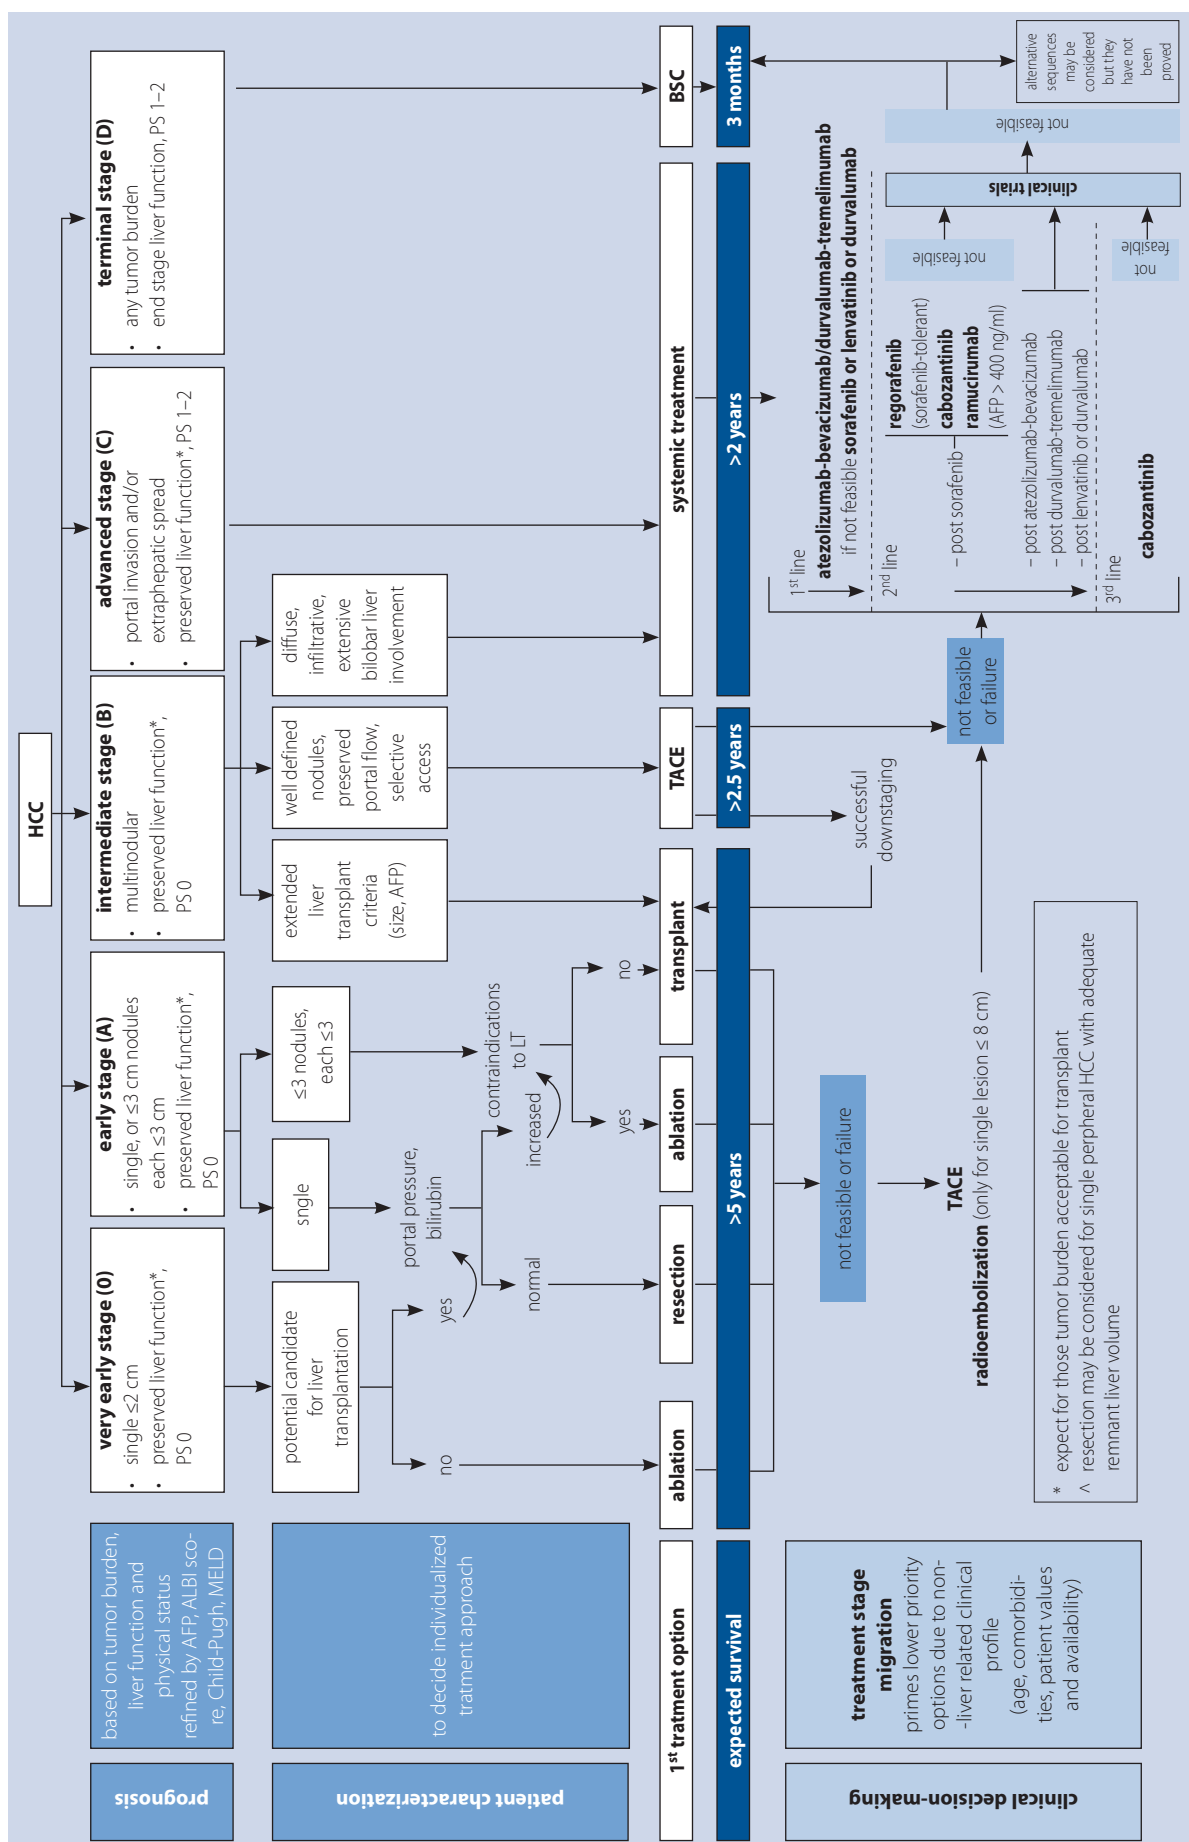 HCC
prognosis
based on tumor burden,
liver function and
physical status
refined by AFP, ALBI sco-
re, Child-Pugh, MELD
very early stage (0)
• single ≤2 cm
• preserved liver function*,
PS 0
early stage (A)
• single, or ≤3 cm nodules
each ≤3 cm
• preserved liver function*,
PS 0
intermediate stage (B)
• multinodular
• preserved liver function*,
PS 0
advanced stage (C)
• portal invasion and/or
extrahepatic spread
• preserved liver function*, PS 1–2
terminal stage (D)
• any tumor burden
• end stage liver function, PS 1–2
patient characterization
to decide individualized
tratment approach
potential candidate
for liver
transplantation
sngle
≤3 nodules,
each ≤3
extended
liver
transplant
criteria
(size, AFP)
well defined
nodules,
preserved
portal flow,
selective
access
diffuse,
infiltrative,
extensive
bilobar liver
involvement
portal pressure,
bilirubin
no
yes
normal
increased
contraindications
to LT
yes
no
1st tratment option
ablation
resection
ablation
transplant
TACE
systemic treatment
BSC
expected survival
>5 years
>2.5 years
>2 years
3 months
clinical decision-making
treatment stage
migration
primes lower priority
options due to non-
-liver related clinical
profile
(age, comorbidi-
ties, patient values
and availability)
not feasible or failure
TACE
radioembolization (only for single lesion ≤ 8 cm)
successful
downstaging
not feasible
or failure
1st line
atezolizumab-bevacizumab/durvalumab-tremelimumab
if not feasible sorafenib or lenvatinib or durvalumab
2nd line
– post sorafenib
regorafenib
(sorafenib-tolerant)
cabozantinib
ramucirumab
(AFP > 400 ng/ml)
– post atezolizumab-bevacizumab
– post durvalumab-tremelimumab
– post lenvatinib or durvalumab
3rd line
cabozantinib
not feasible
not
feasible
clinical trials
not feasible
alternative
sequences
may be
considered
but they
have not
been
proved
* expect for those tumor burden acceptable for transplant
^ resection may be considered for single perpheral HCC with adequate
remnant liver volume